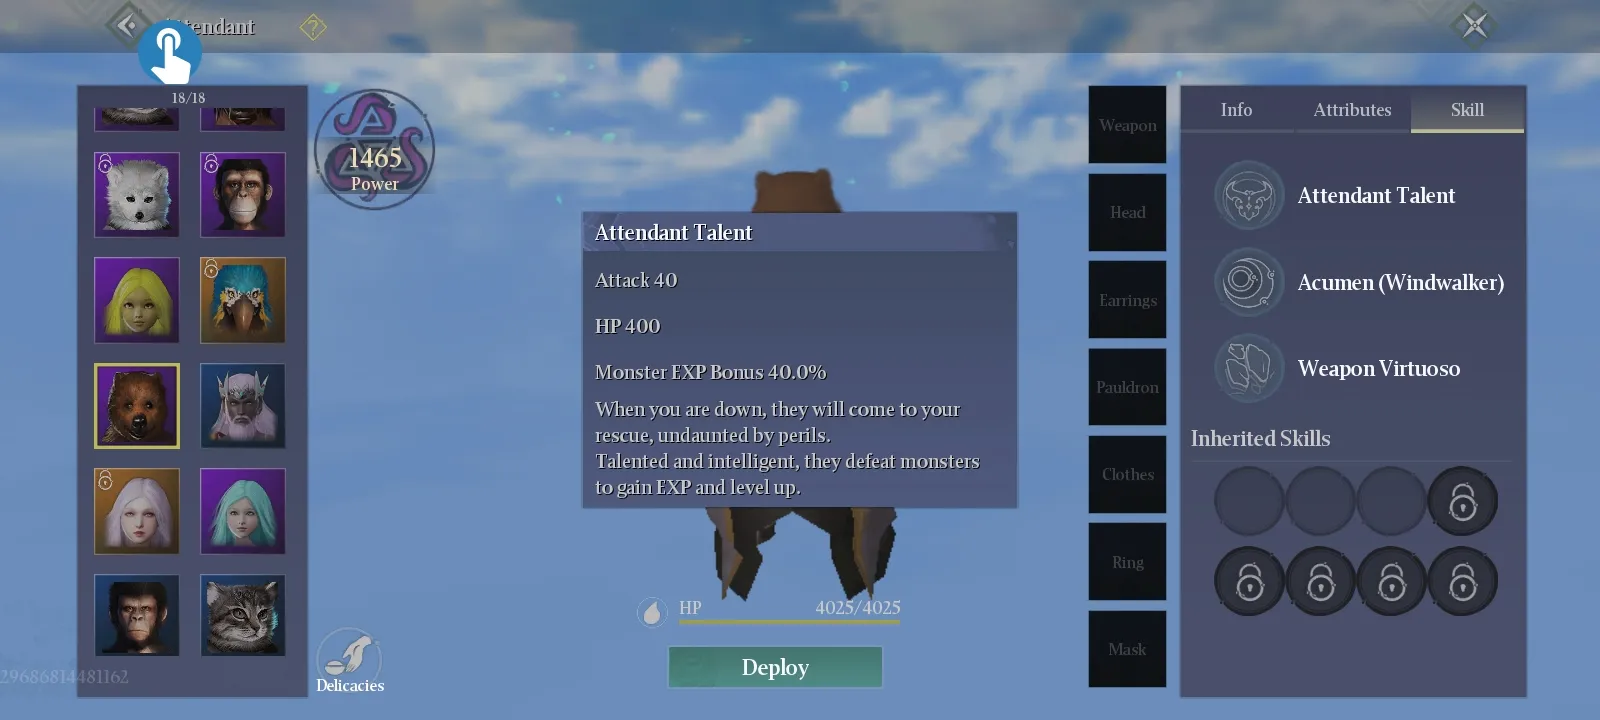 tendant
?
18/18
1465
Power
Attendant Talent
Attack 40
HP 400
Monster EXP Bonus 40.0%
When you are down, they will come to your
rescue, undaunted by perils.
Talented and intelligent, they defeat monsters
to gain EXP and level up.
HP 4025/4025
Deploy
Delicacies
29686814481162
Weapon
Head
Earrings
Pauldron
Clothes
Ring
Mask
Info Attributes Skill
Attendant Talent
Acumen (Windwalker)
Weapon Virtuoso
Inherited Skills